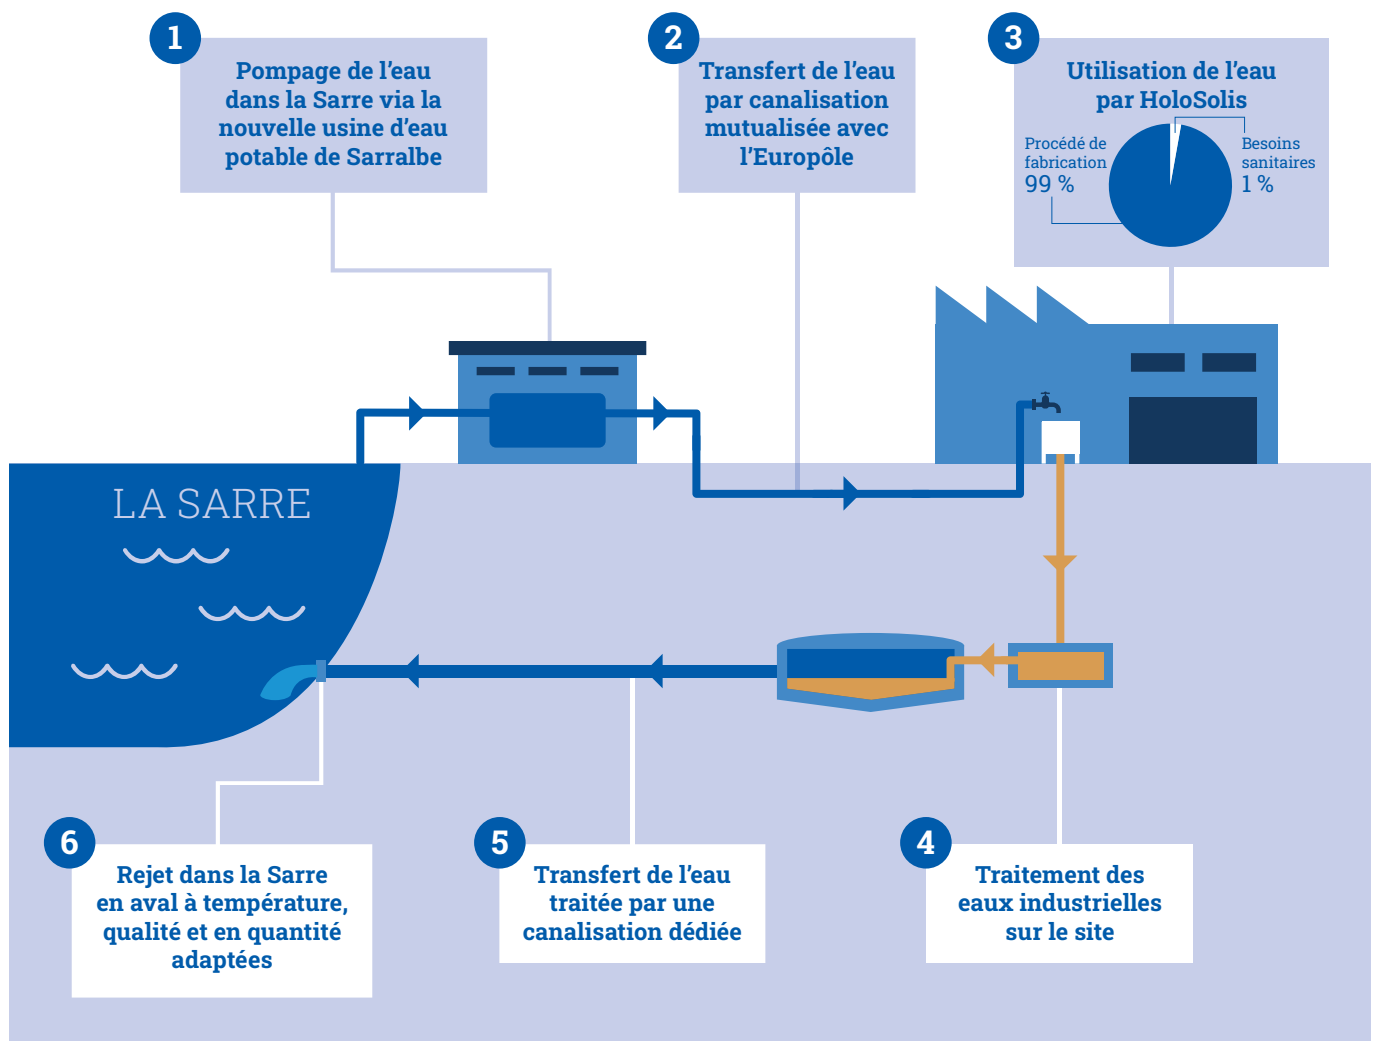 1
Pompage de l'eau
dans la Sarre via la
nouvelle usine d'eau
potable de Sarralbe
2
Transfert de l'eau
par canalisation
mutualisée avec
l'Europôle
3
Utilisation de l'eau
par HoloSolis
Procédé de
fabrication
99 %
Besoins
sanitaires
1 %
LA SARRE
6
Rejet dans la Sarre
en aval à température,
qualité et en quantité
adaptées
5
Transfert de l'eau
traitée par une
canalisation dédiée
4
Traitement des
eaux industrielles
sur le site